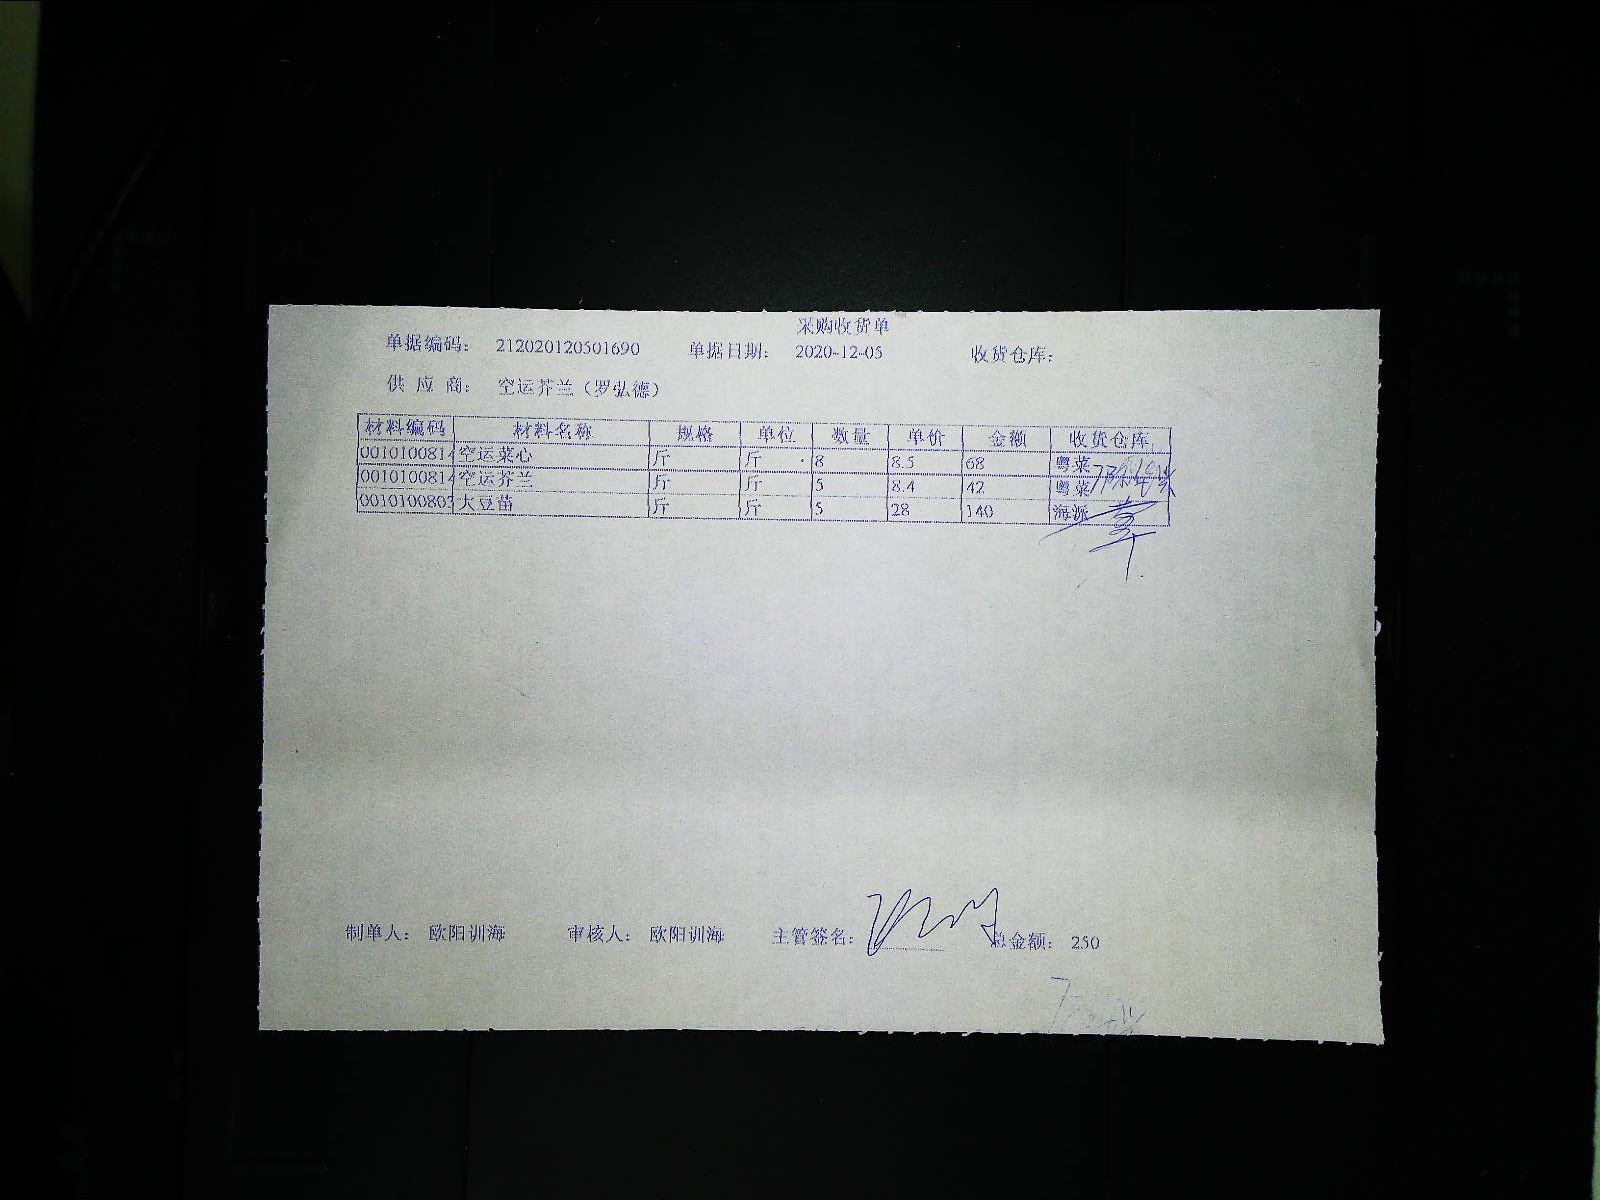 采购收货单
单据编码: 212020120501690 单据日期: 2020-12-05 收货仓库:
供 应 商: 空运芥兰（罗弘德）
材料编码 材料名称 规格 单位 数量 单价 金额 收货仓库
0010100814 空运菜心 斤 斤 8 8.5 68 粤菜
0010100814 空运芥兰 斤 斤 5 8.4 42 粤菜
0010100803 大豆苗 斤 斤 5 28 140 海派
制单人: 欧阳训海 审核人: 欧阳训海 主管签名: 总金额: 250